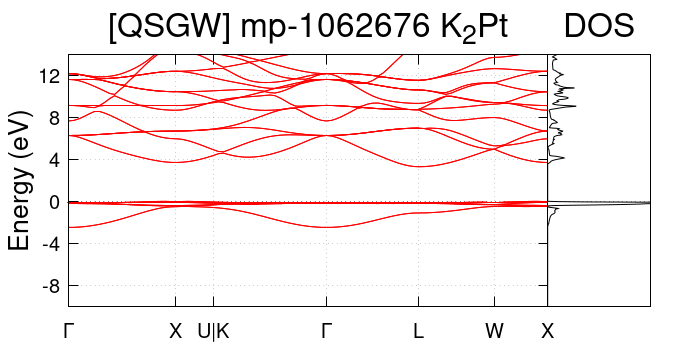 [QSGW] mp-1062676 K₂Pt DOS
12
8
4
0
-4
-8
Energy (eV)
Γ X U|K Γ L W X